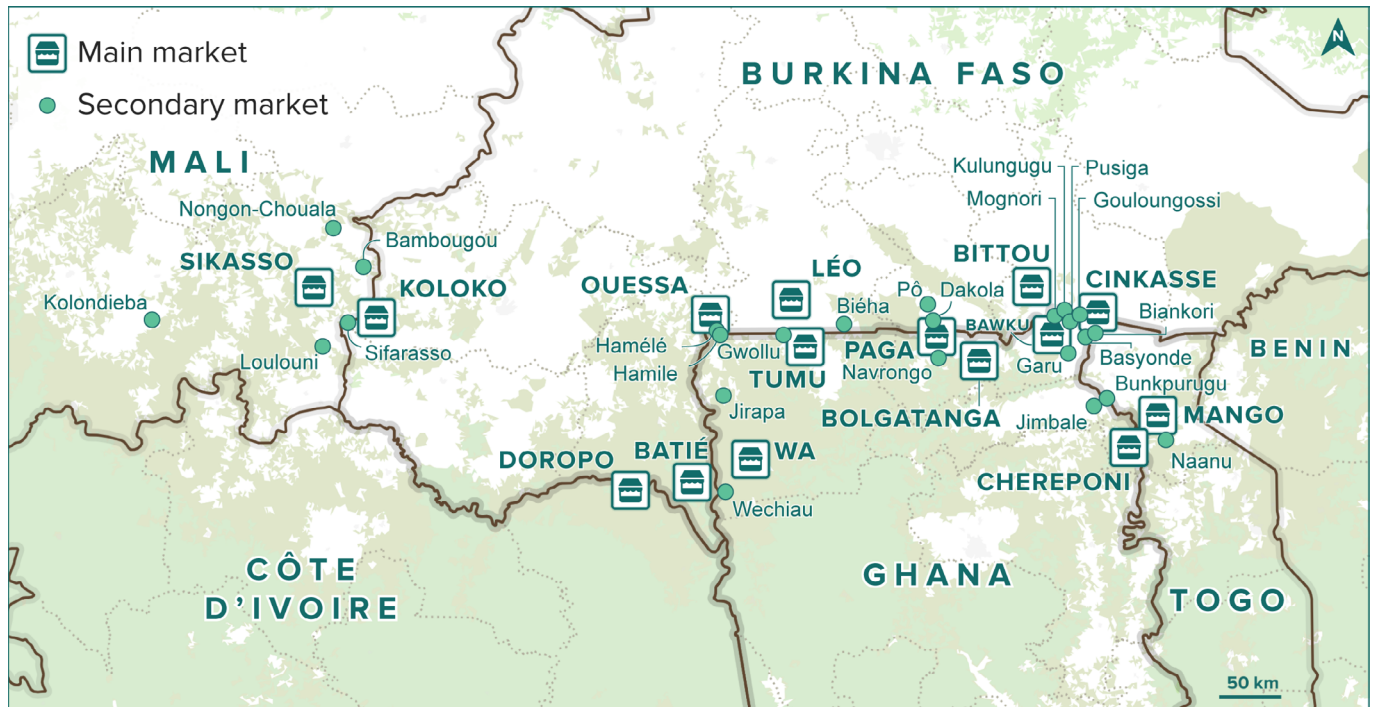 Main market
Secondary market
N
BURKINA FASO
MALI
Kulungugu
Pusiga
Mognori
Gouloungossi
Nongon-Chouala
Bambougou
SIKASSO
KOLOKO
OUESSA
LÉO
BITTOU
CINKASSE
Kolondieba
Biéha
Pô
Dakola
Biankori
BAWKU
Hamélé
Gwollu
PAGA
Loulouni
Sifarasso
Hamile
TUMU
Navrongo
Garu
Basyonde
BENIN
Bunkpurugu
Jirapa
BOLGATANGA
Jimbale
MANGO
DOROPO
BATIÉ
WA
Naanu
CHEREPONI
Wechiau
CÔTE
D'IVOIRE
GHANA
TOGO
50 km